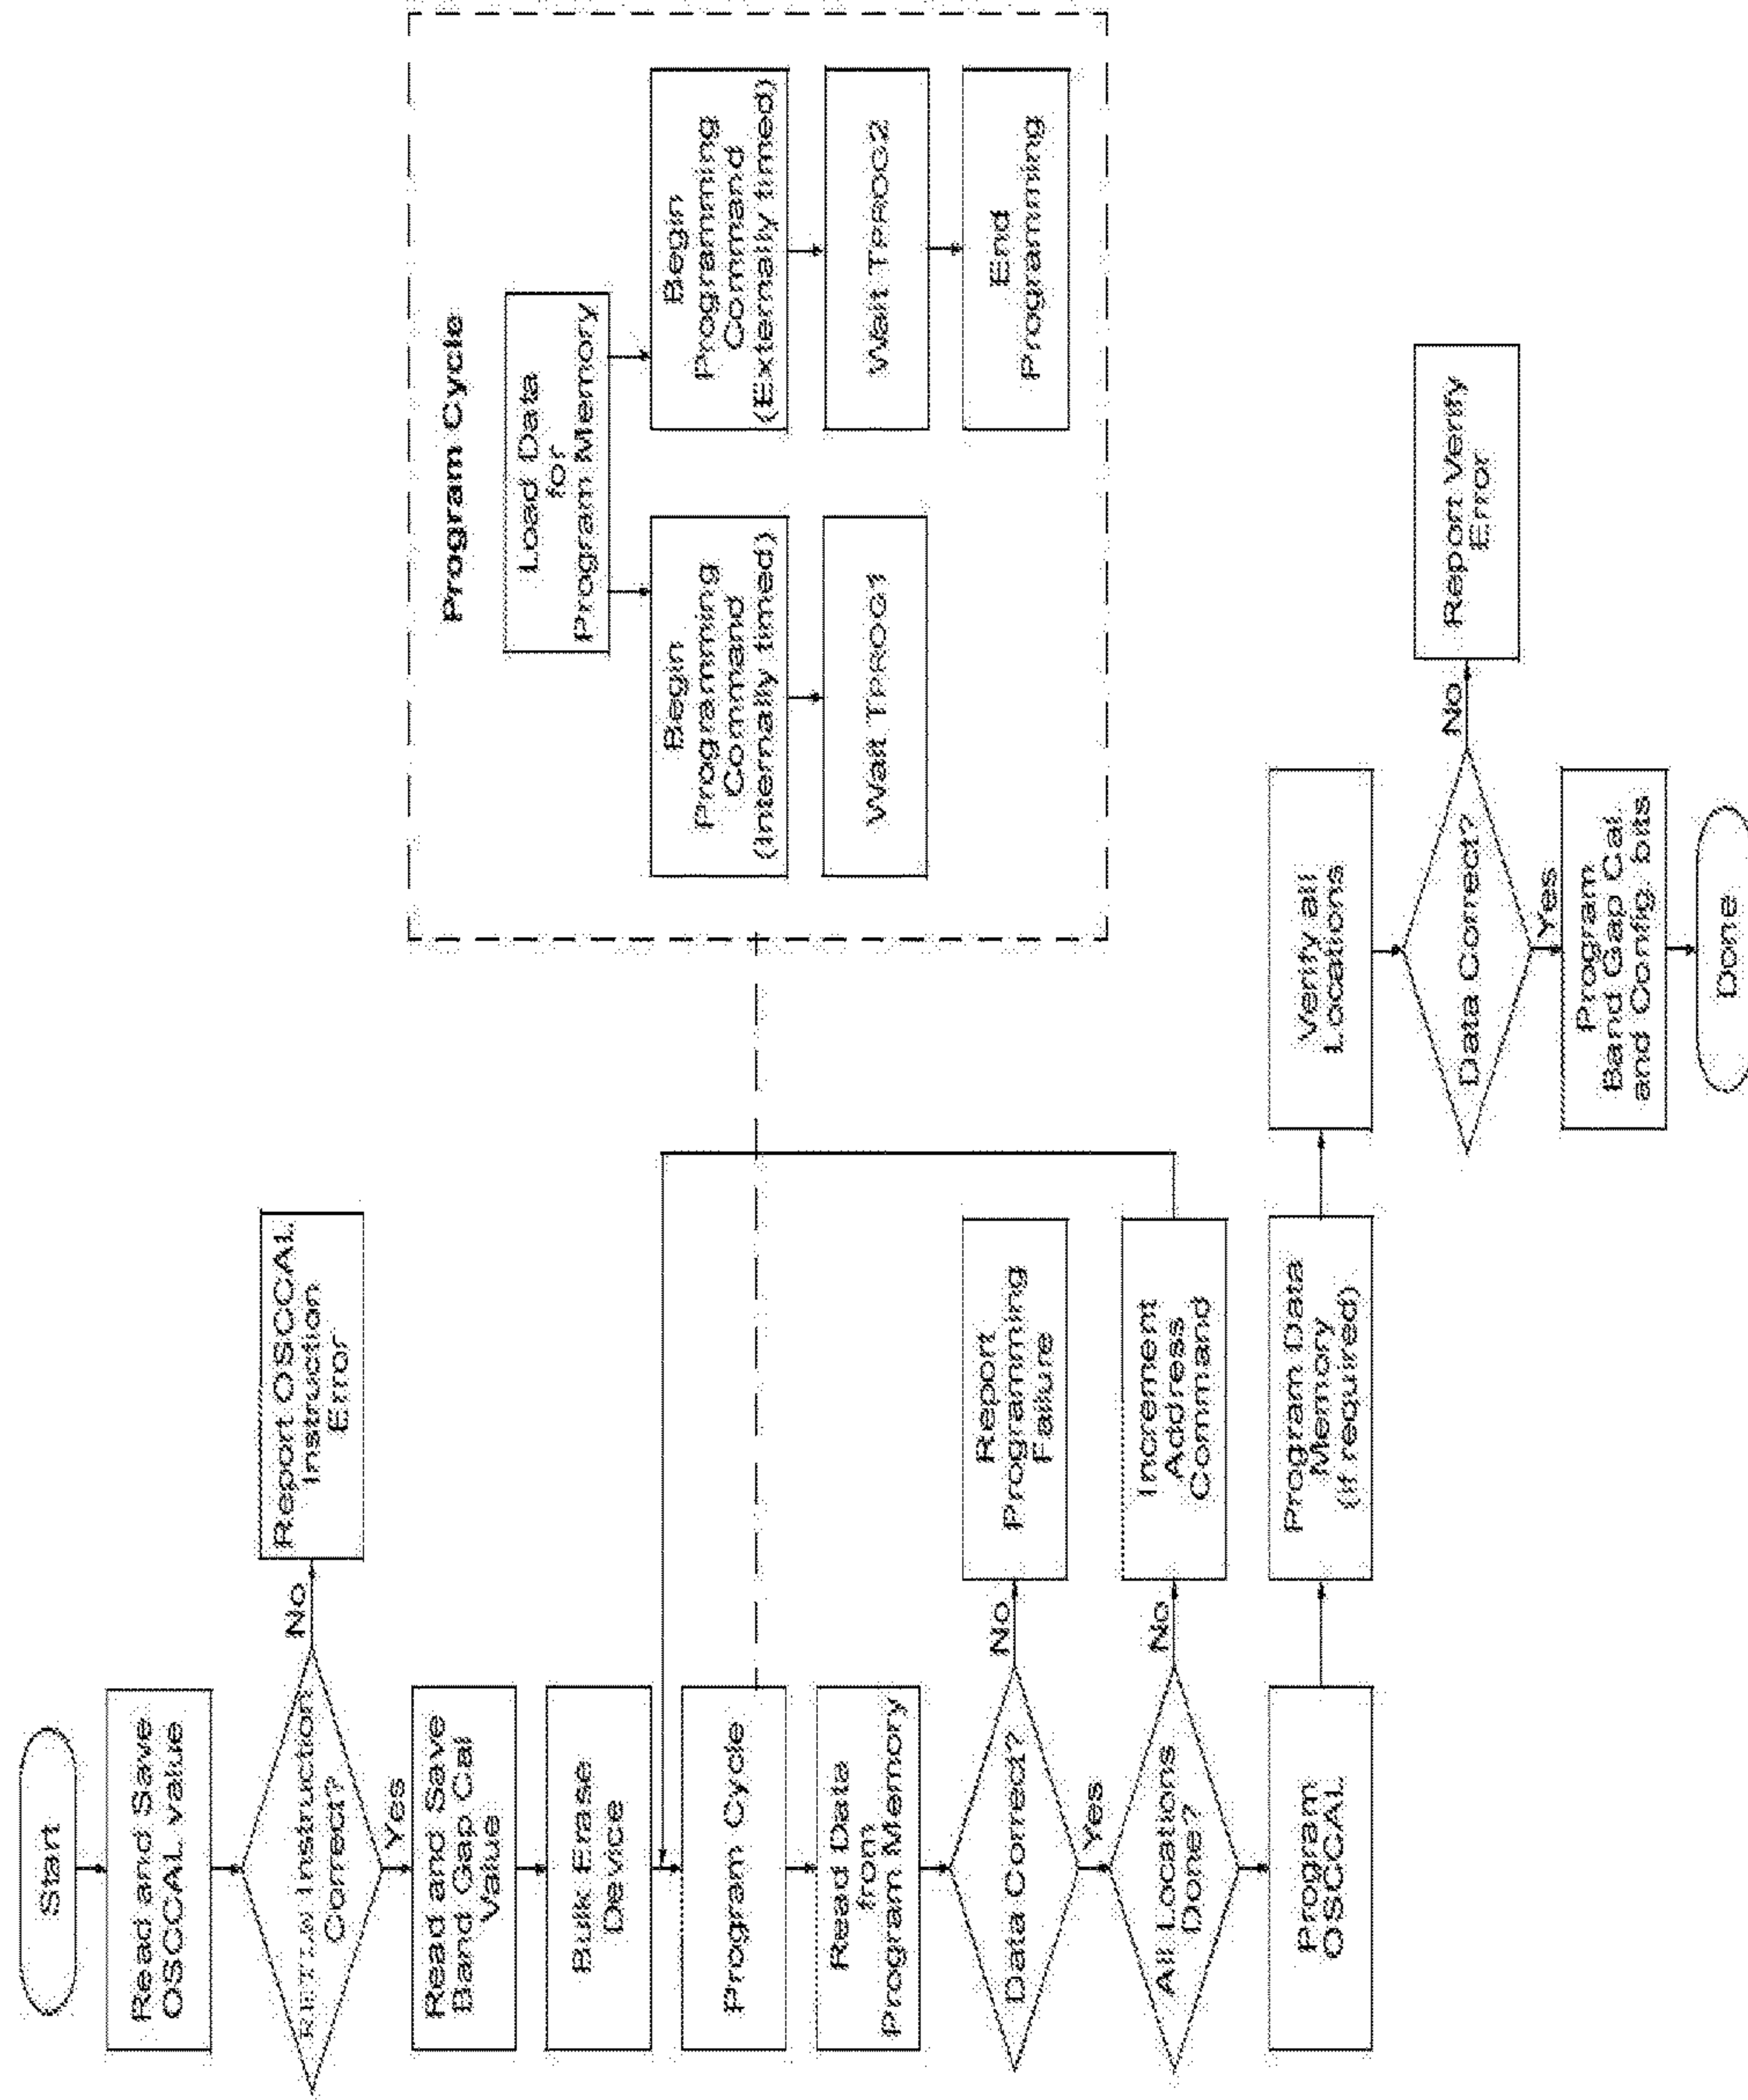 Start
Read and Save
OSCCAL value
RETLW Instruction
Correct?
No
Report OSCCAL
Instruction
Error
Yes
Read and Save
Band Gap Cal
Value
Bulk Erase
Device
Program Cycle
Read Data
from
Program Memory
Data Correct?
No
Report
Programming
Failure
Yes
All Locations
Done?
No
Increment
Address
Command
Program
OSCCAL
Program Data
Memory
(if required)
Verify all
Locations
Data Correct?
No
Report Verify
Error
Yes
Program
Band Gap Cal.
and Config. bits
Done
Program Cycle
Load Data
for
Program Memory
Begin
Programming
Command
(Internally timed)
Wait TPROG1
Begin
Programming
Command
(Externally timed)
Wait TPROG2
End
Programming